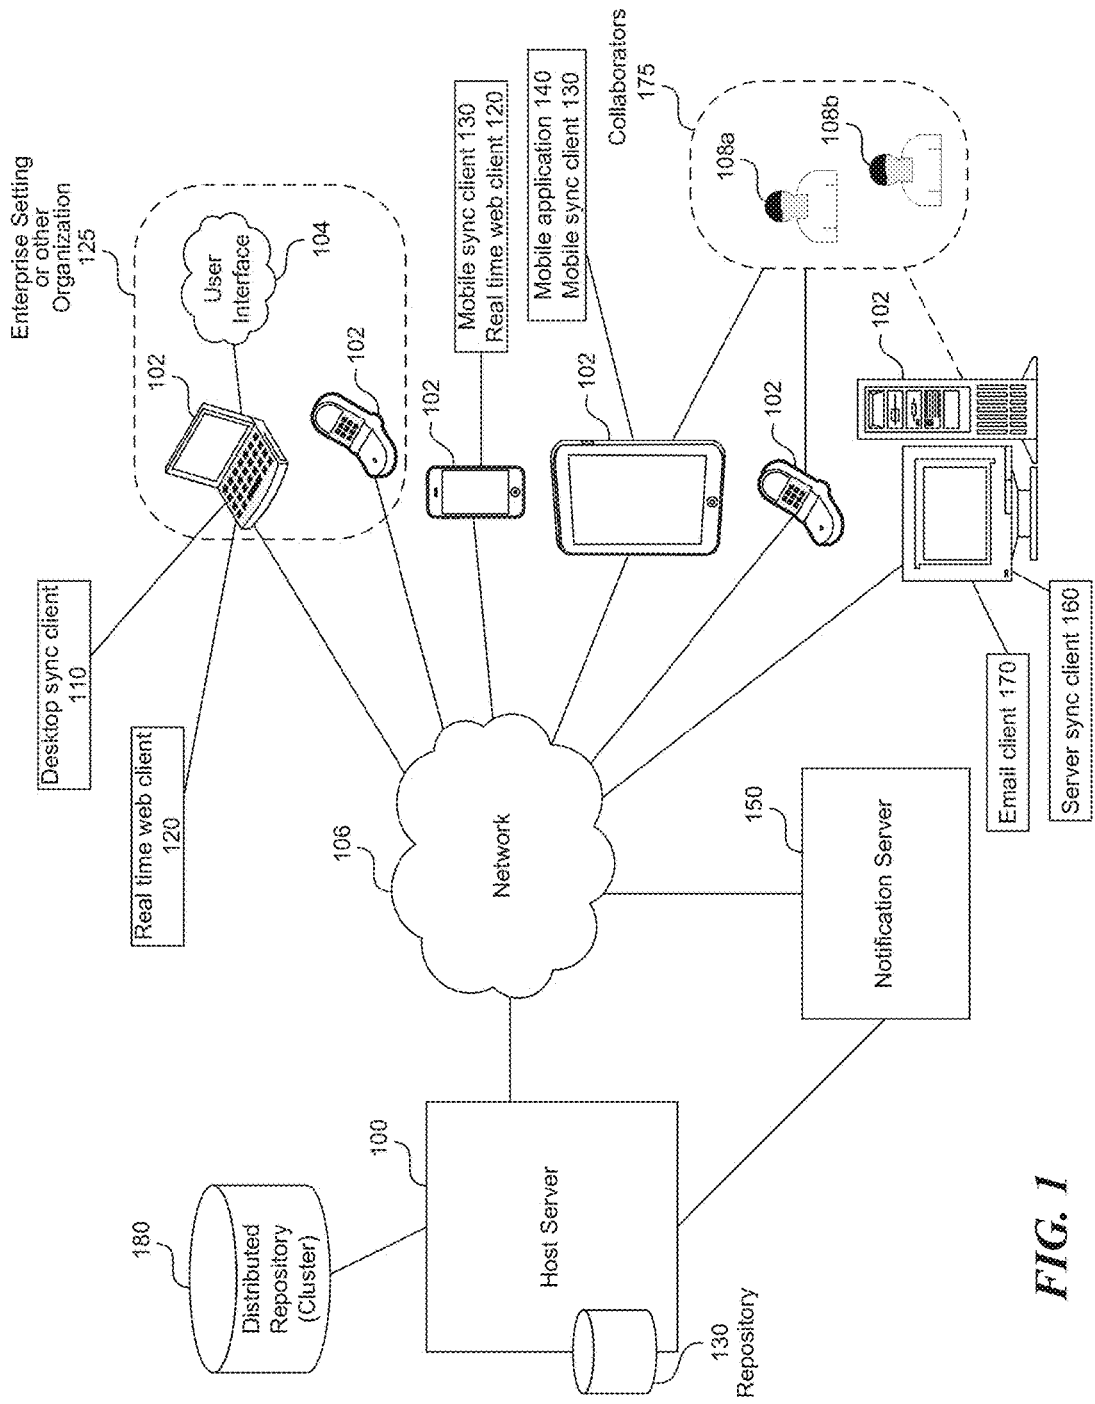 Enterprise Setting
or other
Organization
125
User
Interface
104
102
102
Desktop sync client
110
Real time web client
120
Mobile sync client 130
Real time web client 120
102
Mobile application 140
Mobile sync client 130
102
Collaborators
175
108a
108b
102
102
Email client 170
Server sync client 160
106
Network
150
Notification Server
100
Host Server
180
Distributed
Repository
(Cluster)
130
Repository
FIG. 1